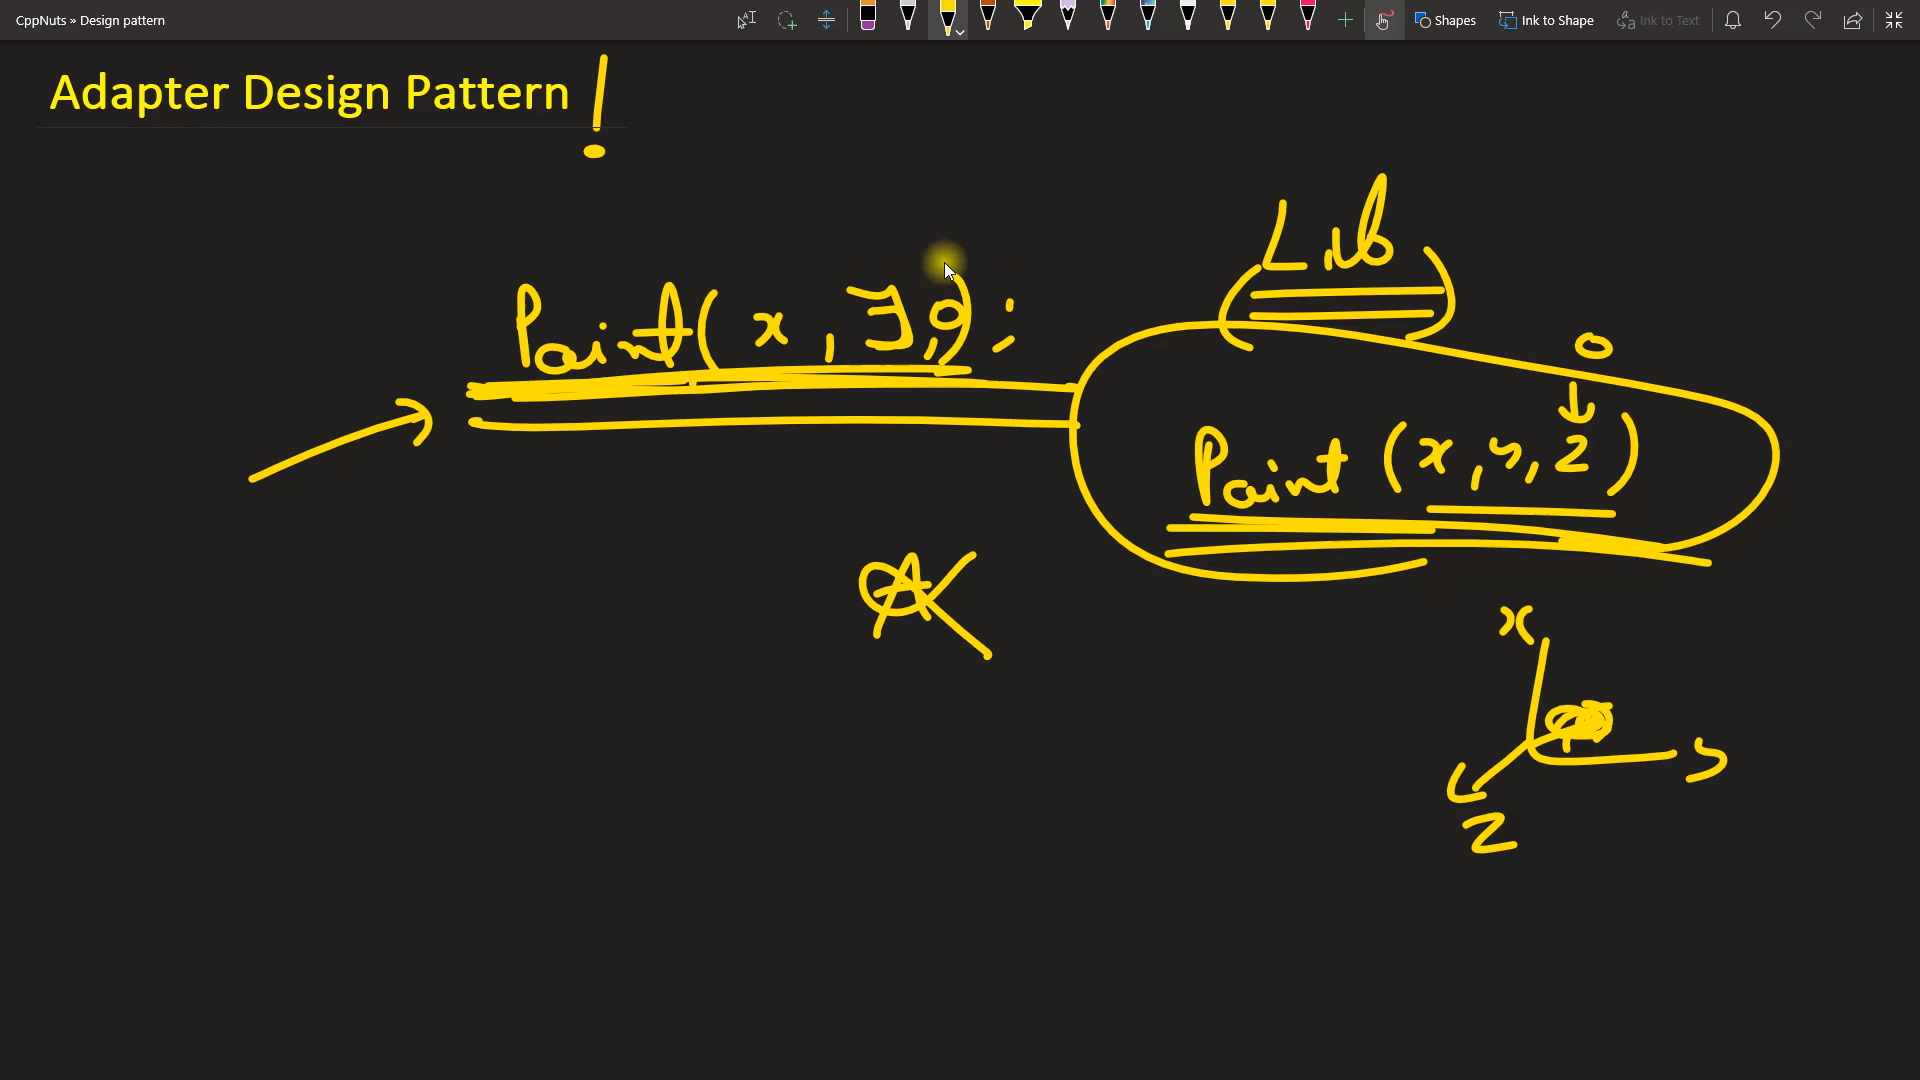 CppNuts » Design pattern
Shapes
Ink to Shape
Ink to Text
Adapter Design Pattern !
Lib
Point(x, y, 0);
0
Point (x, y, z)
A
x
y
z